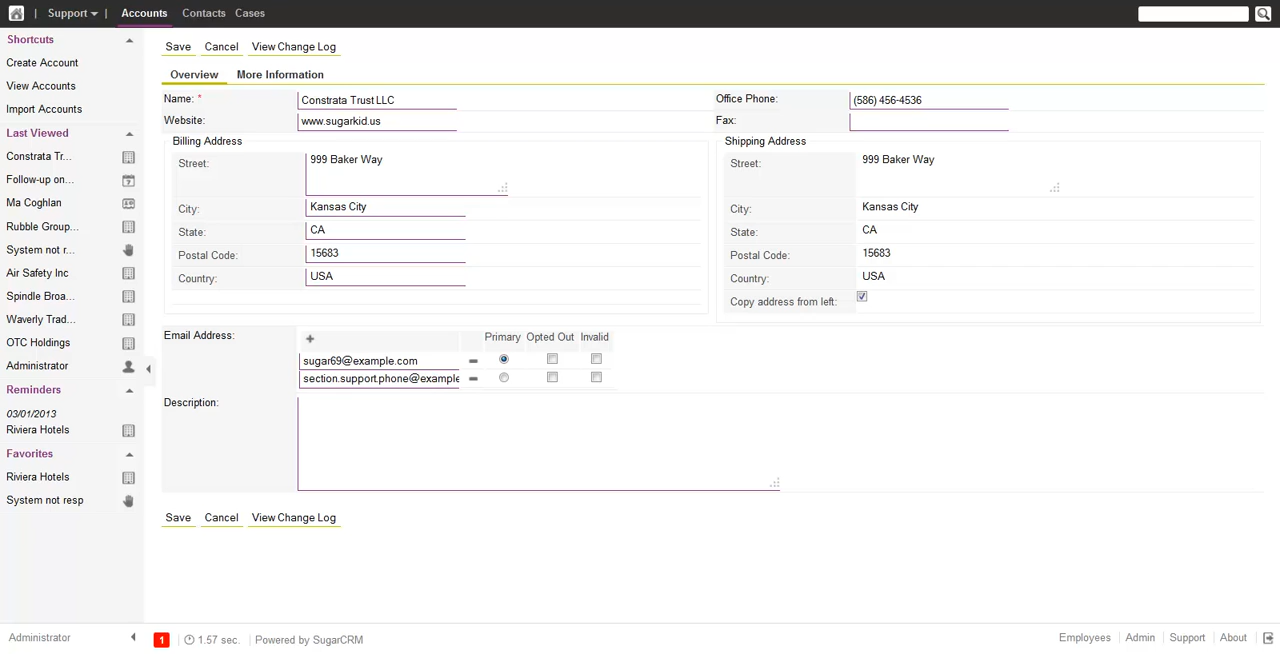 Support | Accounts Contacts Cases
Shortcuts
Create Account
View Accounts
Import Accounts
Last Viewed
Constrata Tr...
Follow-up on...
Ma Coghlan
Rubble Group...
System not r...
Air Safety Inc
Spindle Broa...
Waverly Trad...
OTC Holdings
Administrator
Reminders
03/01/2013
Riviera Hotels
Favorites
Riviera Hotels
System not resp
Save Cancel View Change Log
Overview More Information
Name: * Constrata Trust LLC Office Phone: (586) 456-4536
Website: www.sugarkid.us Fax:
Billing Address
Street: 999 Baker Way
City: Kansas City
State: CA
Postal Code: 15683
Country: USA
Shipping Address
Street: 999 Baker Way
City: Kansas City
State: CA
Postal Code: 15683
Country: USA
Copy address from left:
Email Address: Primary Opted Out Invalid
sugar69@example.com
section.support.phone@example
Description:
Save Cancel View Change Log
Administrator 1 1.57 sec. Powered by SugarCRM Employees Admin Support About